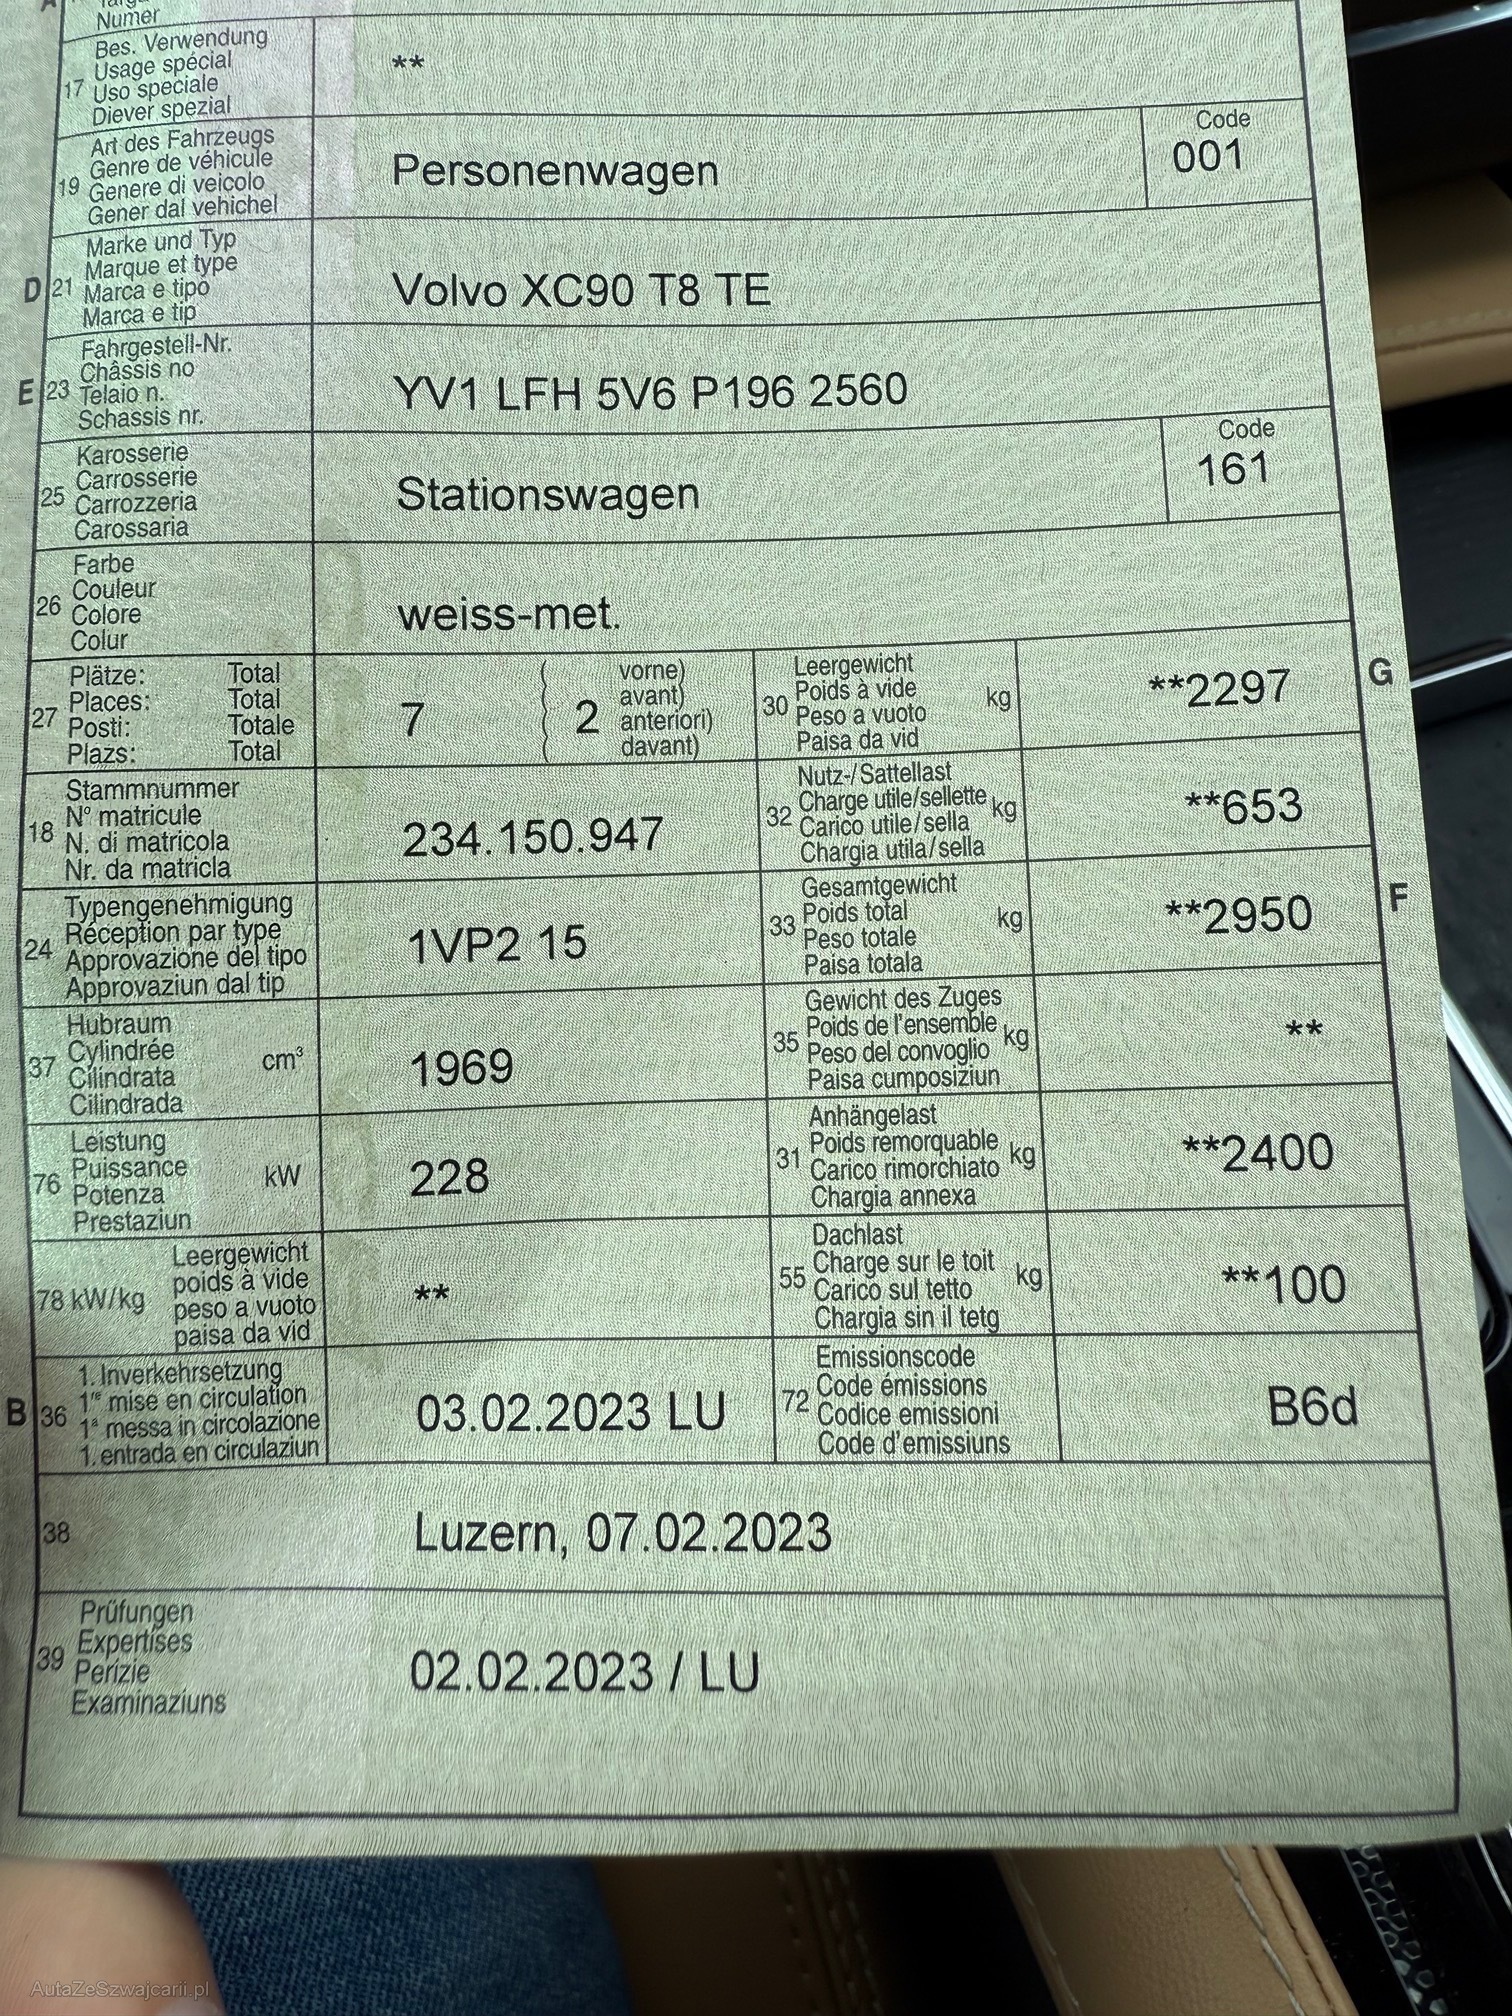 A
Numer
17 Bes. Verwendung
Usage spécial
Uso speciale
Diever spezial
**
19 Art des Fahrzeugs
Genre de véhicule
Genere di veicolo
Gener dal vehichel
Personenwagen
Code
001
D 21 Marke und Typ
Marque et type
Marca e tipo
Marca e tip
Volvo XC90 T8 TE
E 23 Fahrgestell-Nr.
Châssis no
Telaio n.
Schassis nr.
YV1 LFH 5V6 P196 2560
25 Karosserie
Carrosserie
Carrozzeria
Carossaria
Stationswagen
Code
161
26 Farbe
Couleur
Colore
Colur
weiss-met.
27 Plätze: Total
Places: Total
Posti: Totale
Plazs: Total
7
2
vorne)
avant)
anteriori)
davant)
30 Leergewicht
Poids à vide
Peso a vuoto
Paisa da vid
kg
**2297
G
18 Stammnummer
N° matricule
N. di matricola
Nr. da matricla
234.150.947
32 Nutz-/Sattellast
Charge utile/sellette
Carico utile/sella
Chargia utila/sella
kg
**653
24 Typengenehmigung
Réception par type
Approvazione del tipo
Approvaziun dal tip
1VP2 15
33 Gesamtgewicht
Poids total
Peso totale
Paisa totala
kg
**2950
F
37 Hubraum
Cylindrée
Cilindrata
Cilindrada
cm³
1969
35 Gewicht des Zuges
Poids de l'ensemble
Peso del convoglio
Paisa cumposiziun
kg
**
76 Leistung
Puissance
Potenza
Prestaziun
kW
228
31 Anhängelast
Poids remorquable
Carico rimorchiato
Chargia annexa
kg
**2400
78 kW/kg
Leergewicht
poids à vide
peso a vuoto
paisa da vid
**
55 Dachlast
Charge sur le toit
Carico sul tetto
Chargia sin il tetg
kg
**100
B 36 1. Inverkehrsetzung
1re mise en circulation
1a messa in circolazione
1. entrada en circulaziun
03.02.2023 LU
72 Emissionscode
Code émissions
Codice emissioni
Code d'emissiuns
B6d
38
Luzern, 07.02.2023
39 Prüfungen
Expertises
Perizie
Examinaziuns
02.02.2023 / LU
AutaZeSzwajcarii.pl